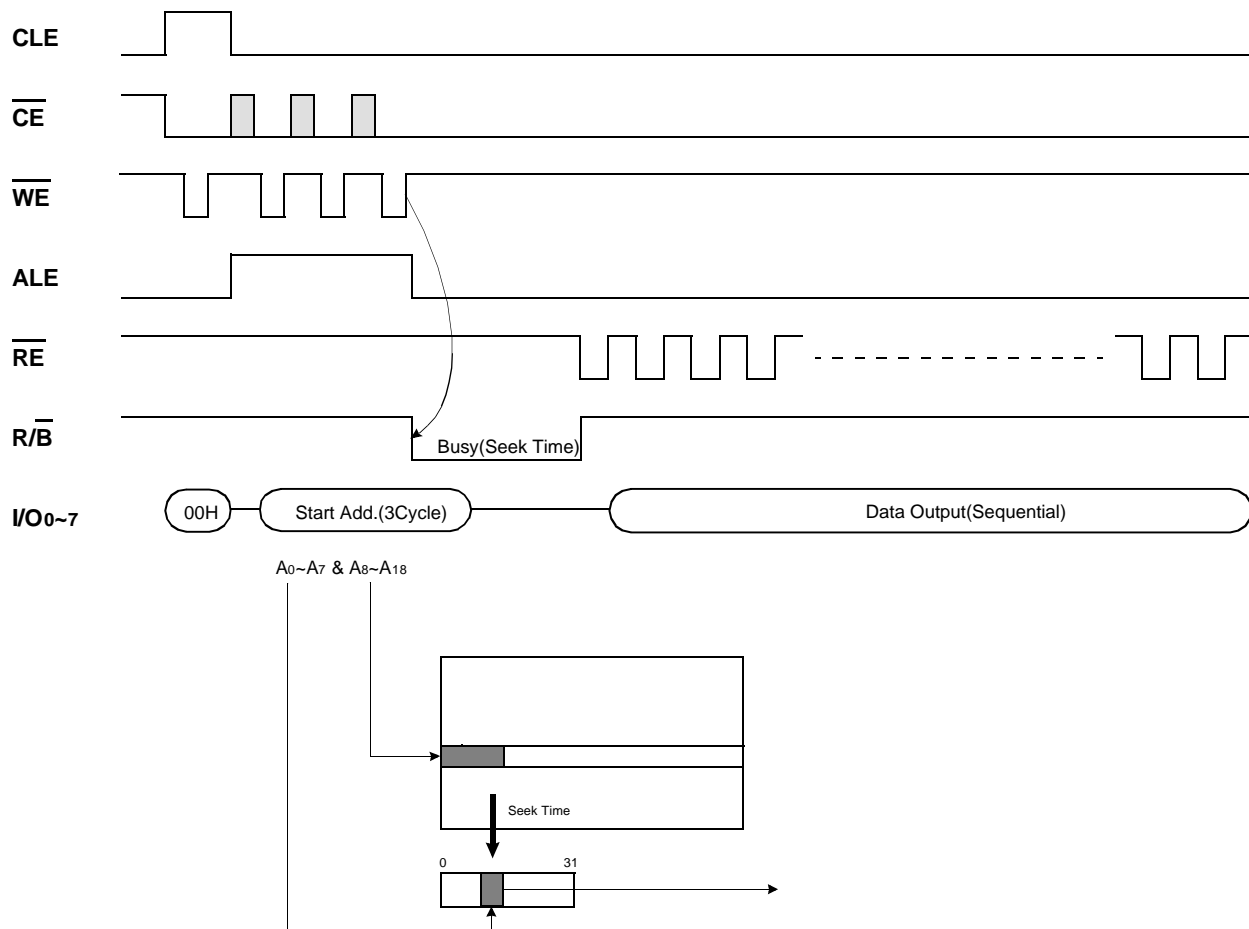 CLE
CE
WE
ALE
RE
R/B
Busy(Seek Time)
I/O0~7
00H
Start Add.(3Cycle)
Data Output(Sequential)
A0~A7 & A8~A18
Seek Time
0
31